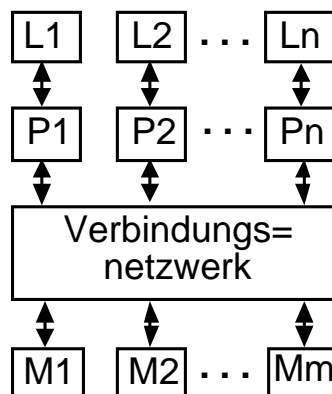 L1 L2 ... Ln
P1 P2 ... Pn
Verbindungs=
netzwerk
M1 M2 ... Mm